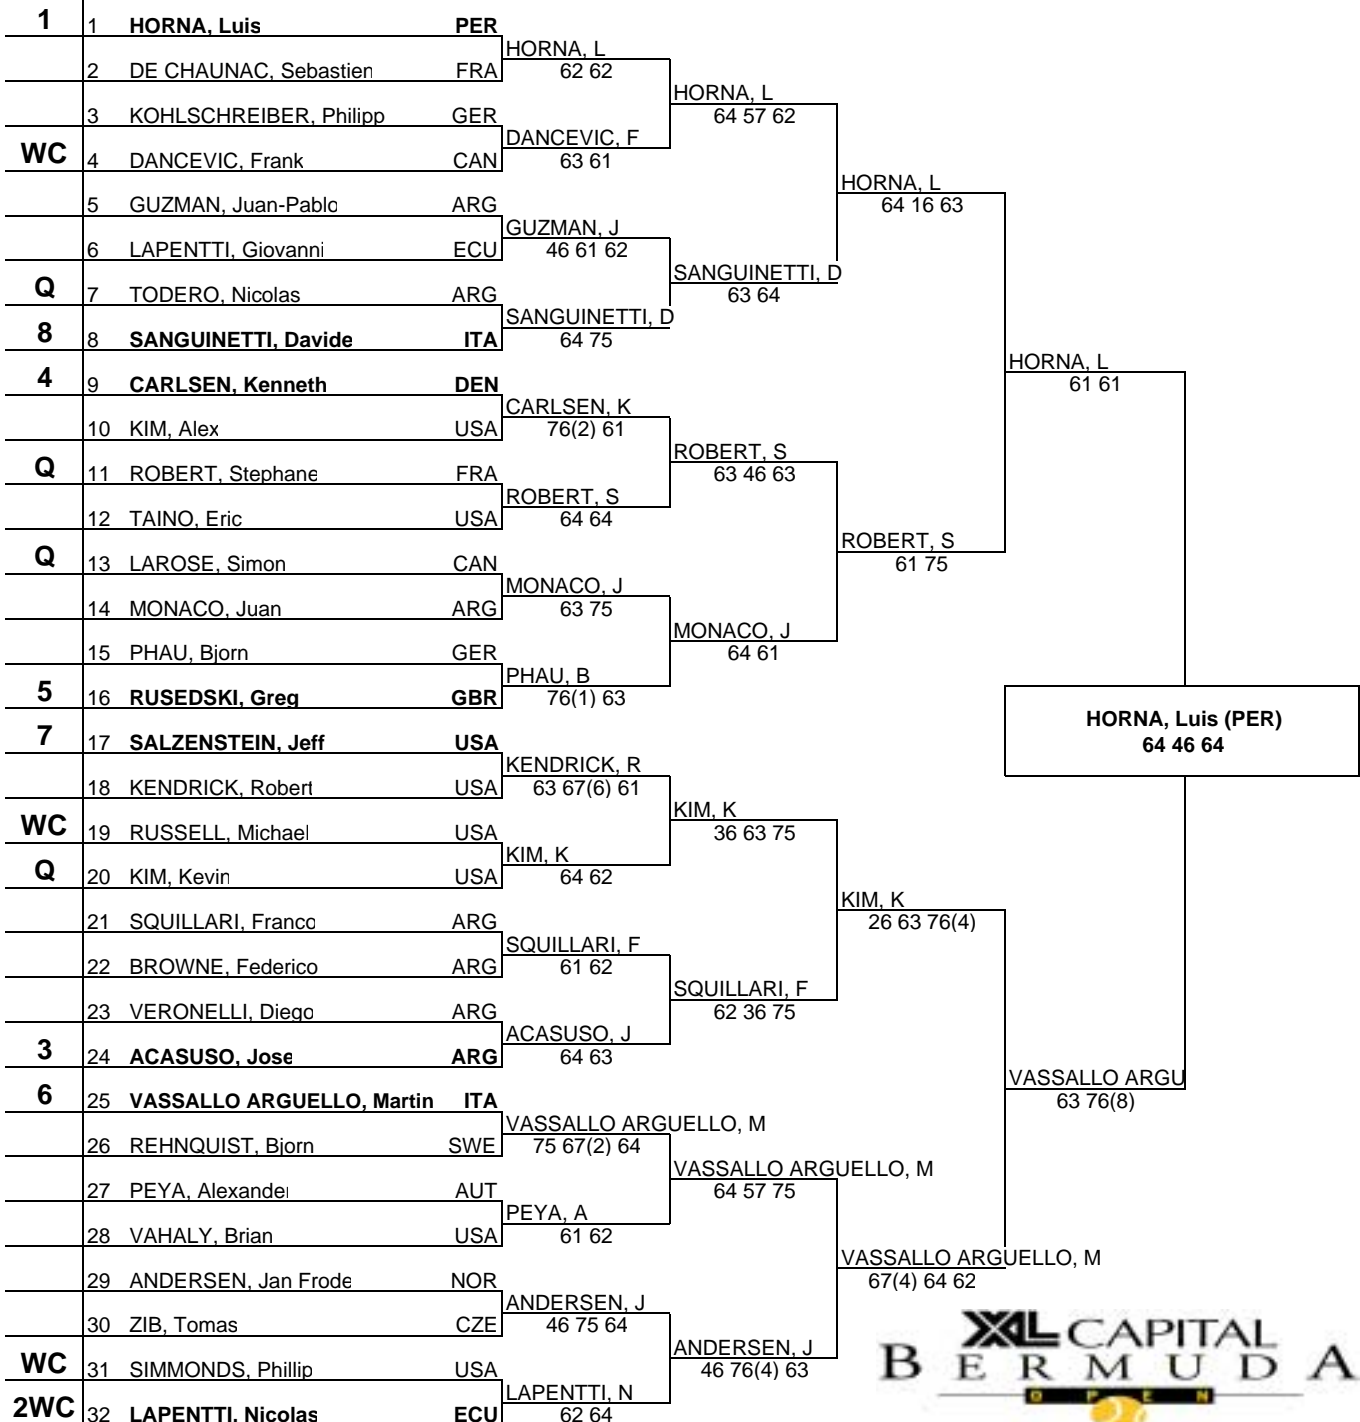 1 1 HORNA, Luis PER
HORNA, L
2 DE CHAUNAC, Sebastien FRA 62 62
HORNA, L
3 KOHLSCHREIBER, Philipp GER 64 57 62
DANCEVIC, F
WC 4 DANCEVIC, Frank CAN 63 61
HORNA, L
5 GUZMAN, Juan-Pablo ARG 64 16 63
GUZMAN, J
6 LAPENTTI, Giovanni ECU 46 61 62
SANGUINETTI, D
Q 7 TODERO, Nicolas ARG 63 64
SANGUINETTI, D
8 8 SANGUINETTI, Davide ITA 64 75
HORNA, L
4 9 CARLSEN, Kenneth DEN 61 61
CARLSEN, K
10 KIM, Alex USA 76(2) 61
ROBERT, S
Q 11 ROBERT, Stephane FRA 63 46 63
ROBERT, S
12 TAINO, Eric USA 64 64
ROBERT, S
Q 13 LAROSE, Simon CAN 61 75
MONACO, J
14 MONACO, Juan ARG 63 75
MONACO, J
15 PHAU, Bjorn GER 64 61
PHAU, B
5 16 RUSEDSKI, Greg GBR 76(1) 63
HORNA, Luis (PER)
64 46 64
7 17 SALZENSTEIN, Jeff USA
KENDRICK, R
18 KENDRICK, Robert USA 63 67(6) 61
KIM, K
WC 19 RUSSELL, Michael USA 36 63 75
KIM, K
Q 20 KIM, Kevin USA 64 62
KIM, K
21 SQUILLARI, Franco ARG 26 63 76(4)
SQUILLARI, F
22 BROWNE, Federico ARG 61 62
SQUILLARI, F
23 VERONELLI, Diego ARG 62 36 75
ACASUSO, J
3 24 ACASUSO, Jose ARG 64 63
VASSALLO ARGU
6 25 VASSALLO ARGUELLO, Martin ITA 63 76(8)
VASSALLO ARGUELLO, M
26 REHNQUIST, Bjorn SWE 75 67(2) 64
VASSALLO ARGUELLO, M
27 PEYA, Alexander AUT 64 57 75
PEYA, A
28 VAHALY, Brian USA 61 62
VASSALLO ARGUELLO, M
29 ANDERSEN, Jan Frode NOR 67(4) 64 62
ANDERSEN, J
30 ZIB, Tomas CZE 46 75 64
ANDERSEN, J
WC 31 SIMMONDS, Phillip USA 46 76(4) 63
LAPENTTI, N
2WC 32 LAPENTTI, Nicolas ECU 62 64
XL CAPITAL
BERMUDA
OPEN